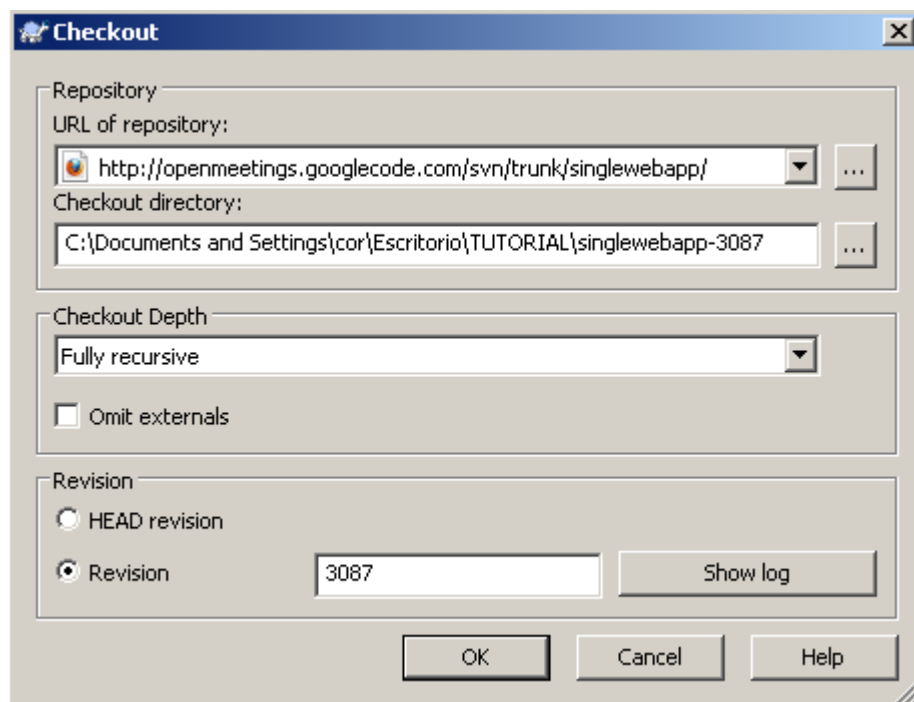 Checkout
Repository
URL of repository:
http://openmeetings.googlecode.com/svn/trunk/singlewebapp/
...
Checkout directory:
C:\Documents and Settings\cor\Escritorio\TUTORIAL\singlewebapp-3087
...
Checkout Depth
Fully recursive
Omit externals
Revision
HEAD revision
Revision
3087
Show log
OK
Cancel
Help